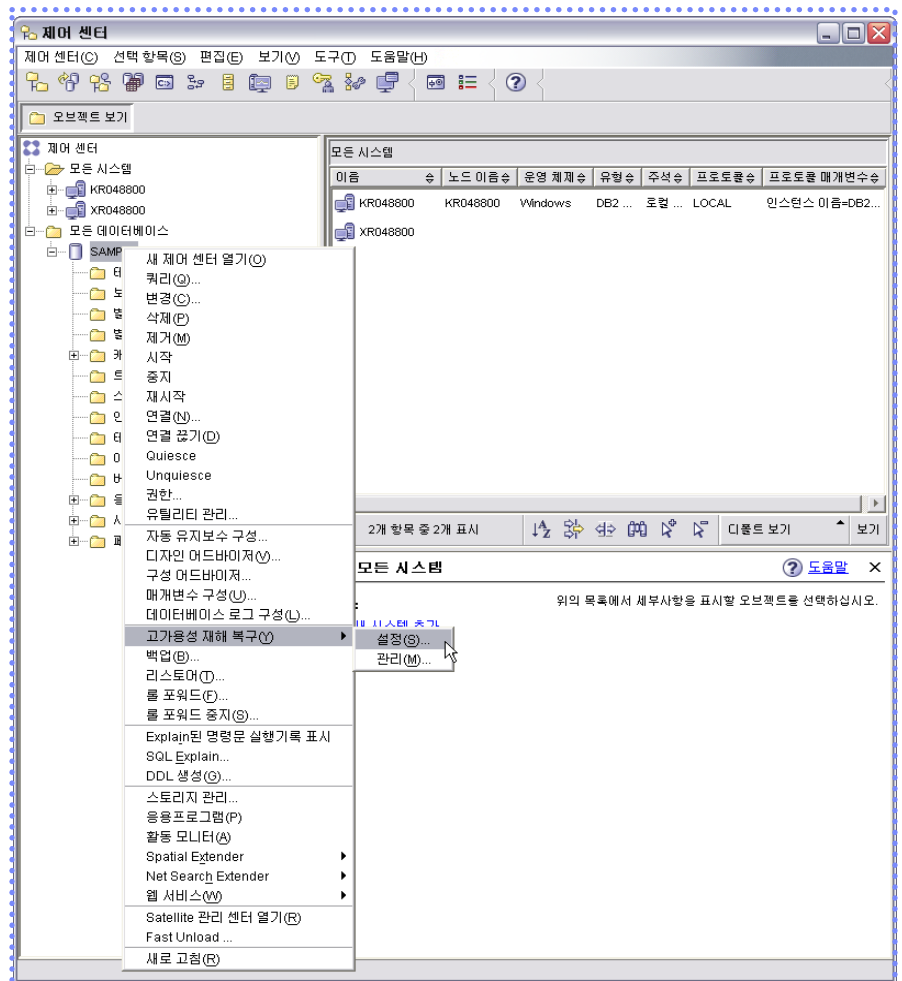 제어 센터
제어 센터(C) 선택 항목(S) 편집(E) 보기(V) 도구(T) 도움말(H)
오브젝트 보기
제어 센터
모든 시스템
KR048800
XR048800
모든 데이터베이스
SAMP
모든 시스템
이름 노드 이름 운영 체제 유형 주석 프로토콜 프로토콜 매개변수
KR048800 KR048800 Windows DB2 ... 로컬 ... LOCAL 인스턴스 이름=DB2...
XR048800
새 제어 센터 열기(O)
쿼리(Q)...
변경(C)...
삭제(P)
제거(M)
시작
중지
재시작
연결(N)...
연결 끊기(D)
Quiesce
Unquiesce
권한...
유틸리티 관리...
자동 유지보수 구성...
디자인 어드바이저(V)...
구성 어드바이저...
매개변수 구성(U)...
데이터베이스 로그 구성(L)...
고가용성 재해 복구(Y)
설정(S)...
관리(M)...
백업(B)...
리스토어(T)...
롤 포워드(F)...
롤 포워드 중지(S)...
Explain된 명령문 실행기록 표시
SQL Explain...
DDL 생성(G)...
스토리지 관리...
응용프로그램(P)
활동 모니터(A)
Spatial Extender
Net Search Extender
웹 서비스(W)
Satellite 관리 센터 열기(R)
Fast Unload ...
새로 고침(R)
2개 항목 중 2개 표시 디폴트 보기 보기
모든 시스템 도움말
위의 목록에서 세부사항을 표시할 오브젝트를 선택하십시오.